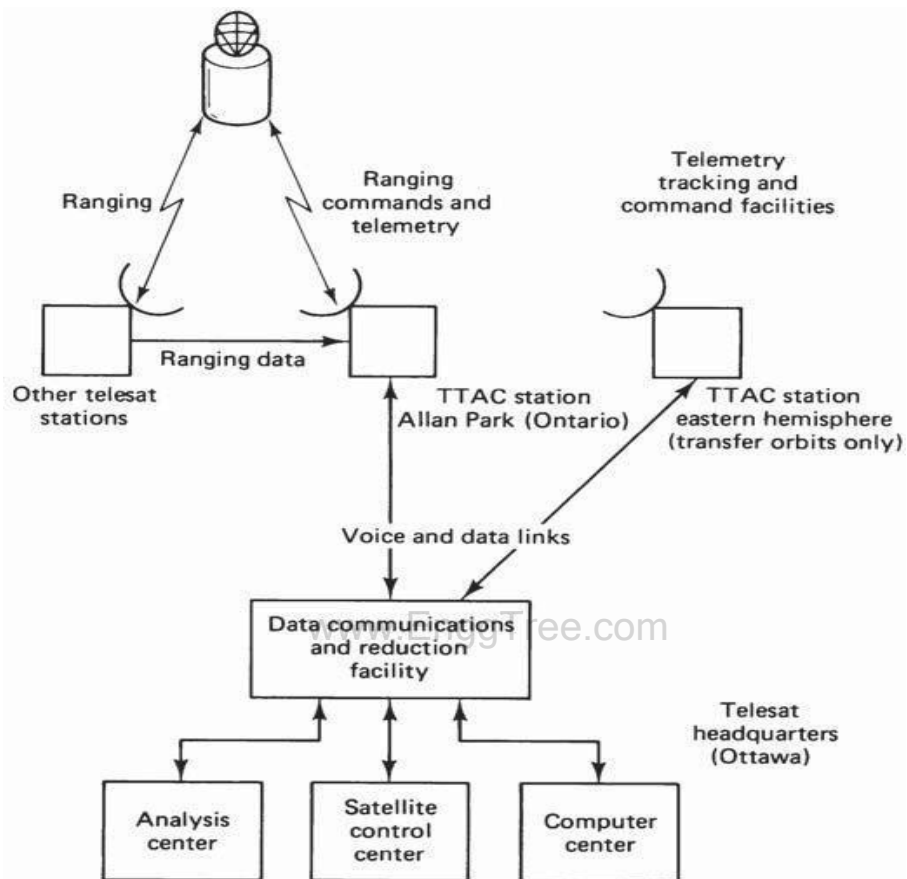 Ranging
Ranging
commands and
telemetry
Telemetry
tracking and
command facilities
Ranging data
Other telesat
stations
TTAC station
Allan Park (Ontario)
TTAC station
eastern hemisphere
(transfer orbits only)
Voice and data links
Data communications
and reduction
facility
www.EnggTree.com
Telesat
headquarters
(Ottawa)
Analysis
center
Satellite
control
center
Computer
center